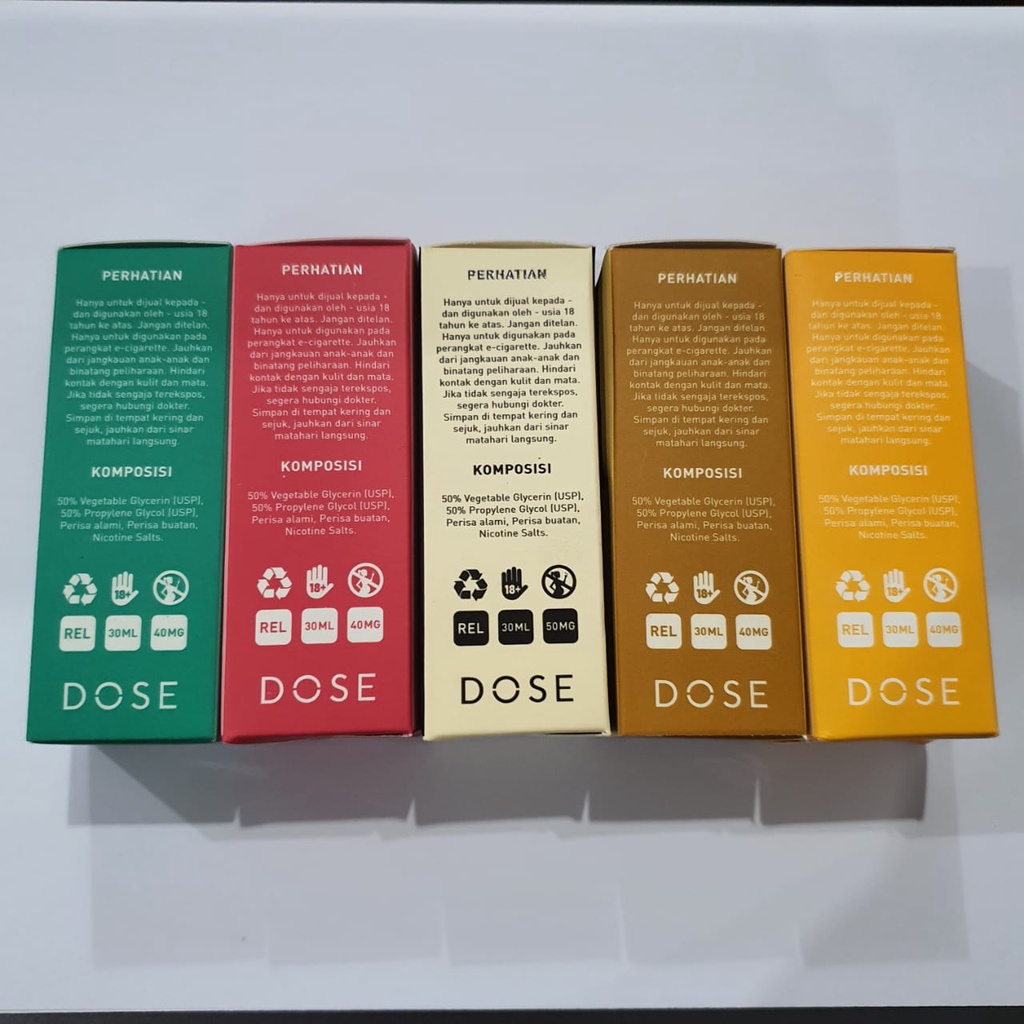 PERHATIAN
Hanya untuk dijual kepada -
dan digunakan oleh - usia 18
tahun ke atas. Jangan ditelan.
Hanya untuk digunakan pada
perangkat e-cigarette. Jauhkan
dari jangkauan anak-anak dan
binatang peliharaan. Hindari
kontak dengan kulit dan mata.
Jika tidak sengaja terekspos,
segera hubungi dokter.
Simpan di tempat kering dan
sejuk, jauhkan dari sinar
matahari langsung.
KOMPOSISI
50% Vegetable Glycerin (USP),
50% Propylene Glycol (USP),
Perisa alami, Perisa buatan,
Nicotine Salts.
18+
REL 30ML 40MG
DOSE
PERHATIAN
Hanya untuk dijual kepada -
dan digunakan oleh - usia 18
tahun ke atas. Jangan ditelan.
Hanya untuk digunakan pada
perangkat e-cigarette. Jauhkan
dari jangkauan anak-anak dan
binatang peliharaan. Hindari
kontak dengan kulit dan mata.
Jika tidak sengaja terekspos,
segera hubungi dokter.
Simpan di tempat kering dan
sejuk, jauhkan dari sinar
matahari langsung.
KOMPOSISI
50% Vegetable Glycerin (USP),
50% Propylene Glycol (USP),
Perisa alami, Perisa buatan,
Nicotine Salts.
18+
REL 30ML 40MG
DOSE
PERHATIAN
Hanya untuk dijual kepada -
dan digunakan oleh - usia 18
tahun ke atas. Jangan ditelan.
Hanya untuk digunakan pada
perangkat e-cigarette. Jauhkan
dari jangkauan anak-anak dan
binatang peliharaan. Hindari
kontak dengan kulit dan mata.
Jika tidak sengaja terekspos,
segera hubungi dokter.
Simpan di tempat kering dan
sejuk, jauhkan dari sinar
matahari langsung.
KOMPOSISI
50% Vegetable Glycerin (USP),
50% Propylene Glycol (USP),
Perisa alami, Perisa buatan,
Nicotine Salts.
18+
REL 30ML 50MG
DOSE
PERHATIAN
Hanya untuk dijual kepada -
dan digunakan oleh - usia 18
tahun ke atas. Jangan ditelan.
Hanya untuk digunakan pada
perangkat e-cigarette. Jauhkan
dari jangkauan anak-anak dan
binatang peliharaan. Hindari
kontak dengan kulit dan mata.
Jika tidak sengaja terekspos,
segera hubungi dokter.
Simpan di tempat kering dan
sejuk, jauhkan dari sinar
matahari langsung.
KOMPOSISI
50% Vegetable Glycerin (USP),
50% Propylene Glycol (USP),
Perisa alami, Perisa buatan,
Nicotine Salts.
18+
REL 30ML 40MG
DOSE
PERHATIAN
Hanya untuk dijual kepada -
dan digunakan oleh - usia 18
tahun ke atas. Jangan ditelan.
Hanya untuk digunakan pada
perangkat e-cigarette. Jauhkan
dari jangkauan anak-anak dan
binatang peliharaan. Hindari
kontak dengan kulit dan mata.
Jika tidak sengaja terekspos,
segera hubungi dokter.
Simpan di tempat kering dan
sejuk, jauhkan dari sinar
matahari langsung.
KOMPOSISI
50% Vegetable Glycerin (USP),
50% Propylene Glycol (USP),
Perisa alami, Perisa buatan,
Nicotine Salts.
18+
REL 30ML 40MG
DOSE